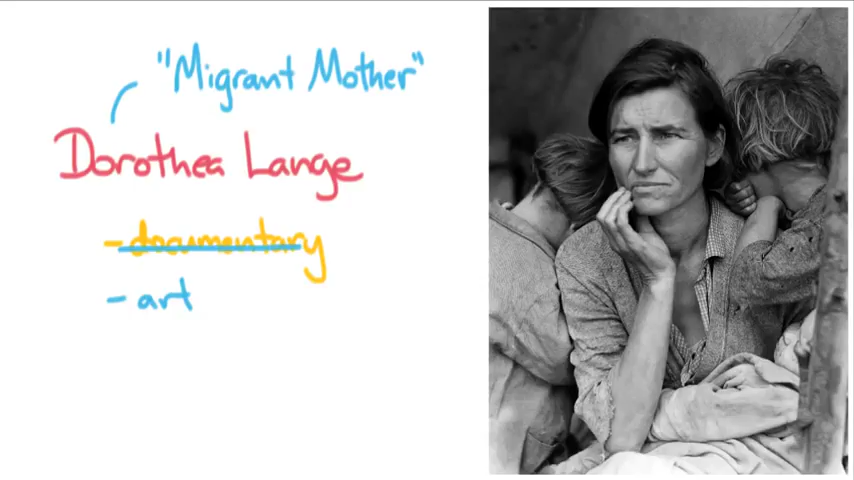 "Migrant Mother"
Dorothea Lange
- documentary
- art